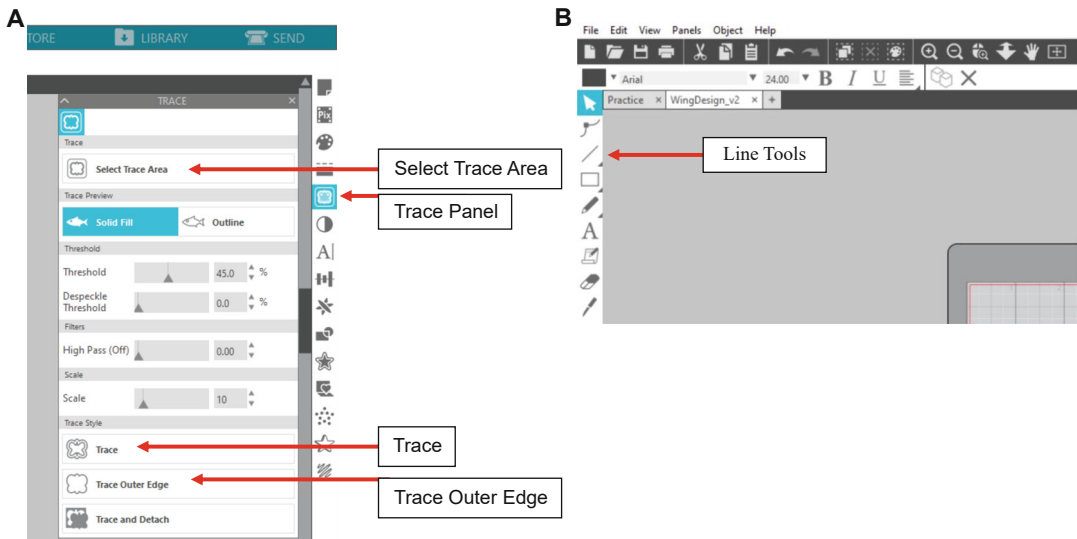 A
TORE
LIBRARY
SEND
TRACE
Trace
Select Trace Area
Trace Preview
Solid Fill
Outline
Threshold
Threshold
45.0
%
Despeckle
Threshold
0.0
%
Filters
High Pass (Off)
0.00
Scale
Scale
10
Trace Style
Trace
Trace Outer Edge
Trace and Detach
Pix
A
Select Trace Area
Trace Panel
Trace
Trace Outer Edge
B
File Edit View Panels Object Help
Arial
24.00
B I U
Practice × WingDesign_v2 × +
A
Line Tools